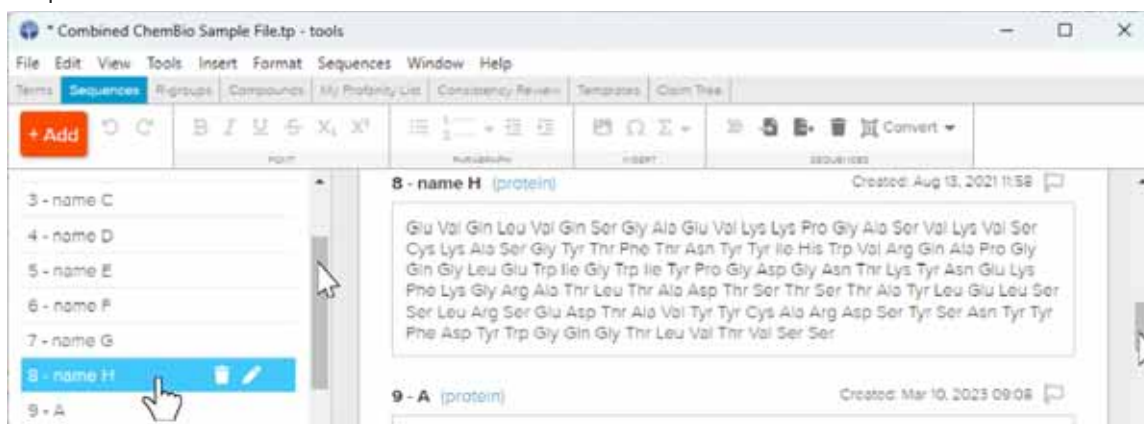 * Combined ChemBio Sample File.tp - tools
File Edit View Tools Insert Format Sequences Window Help
Terms Sequences R-groups Compounds My Profanity List Consistency Review Templates Claim Tree
+ Add B I U S X₁ X¹ Ω Σ Convert
FONT PARAGRAPH INSERT SEQUENCES
3 - name C
4 - name D
5 - name E
6 - name F
7 - name G
8 - name H
9 - A
8 - name H (protein) Created: Aug 13, 2021 11:58
Glu Val Gln Leu Val Gln Ser Gly Ala Glu Val Lys Lys Pro Gly Ala Ser Val Lys Val Ser
Cys Lys Ala Ser Gly Tyr Thr Phe Thr Asn Tyr Tyr Ile His Trp Val Arg Gln Ala Pro Gly
Gln Gly Leu Glu Trp Ile Gly Trp Ile Tyr Pro Gly Asp Gly Asn Thr Lys Tyr Asn Glu Lys
Phe Lys Gly Arg Ala Thr Leu Thr Ala Asp Thr Ser Thr Ser Thr Ala Tyr Leu Glu Leu Ser
Ser Leu Arg Ser Glu Asp Thr Ala Val Tyr Tyr Cys Ala Arg Asp Ser Tyr Ser Asn Tyr Tyr
Phe Asp Tyr Trp Gly Gln Gly Thr Leu Val Thr Val Ser Ser
9 - A (protein) Created: Mar 10, 2023 09:08